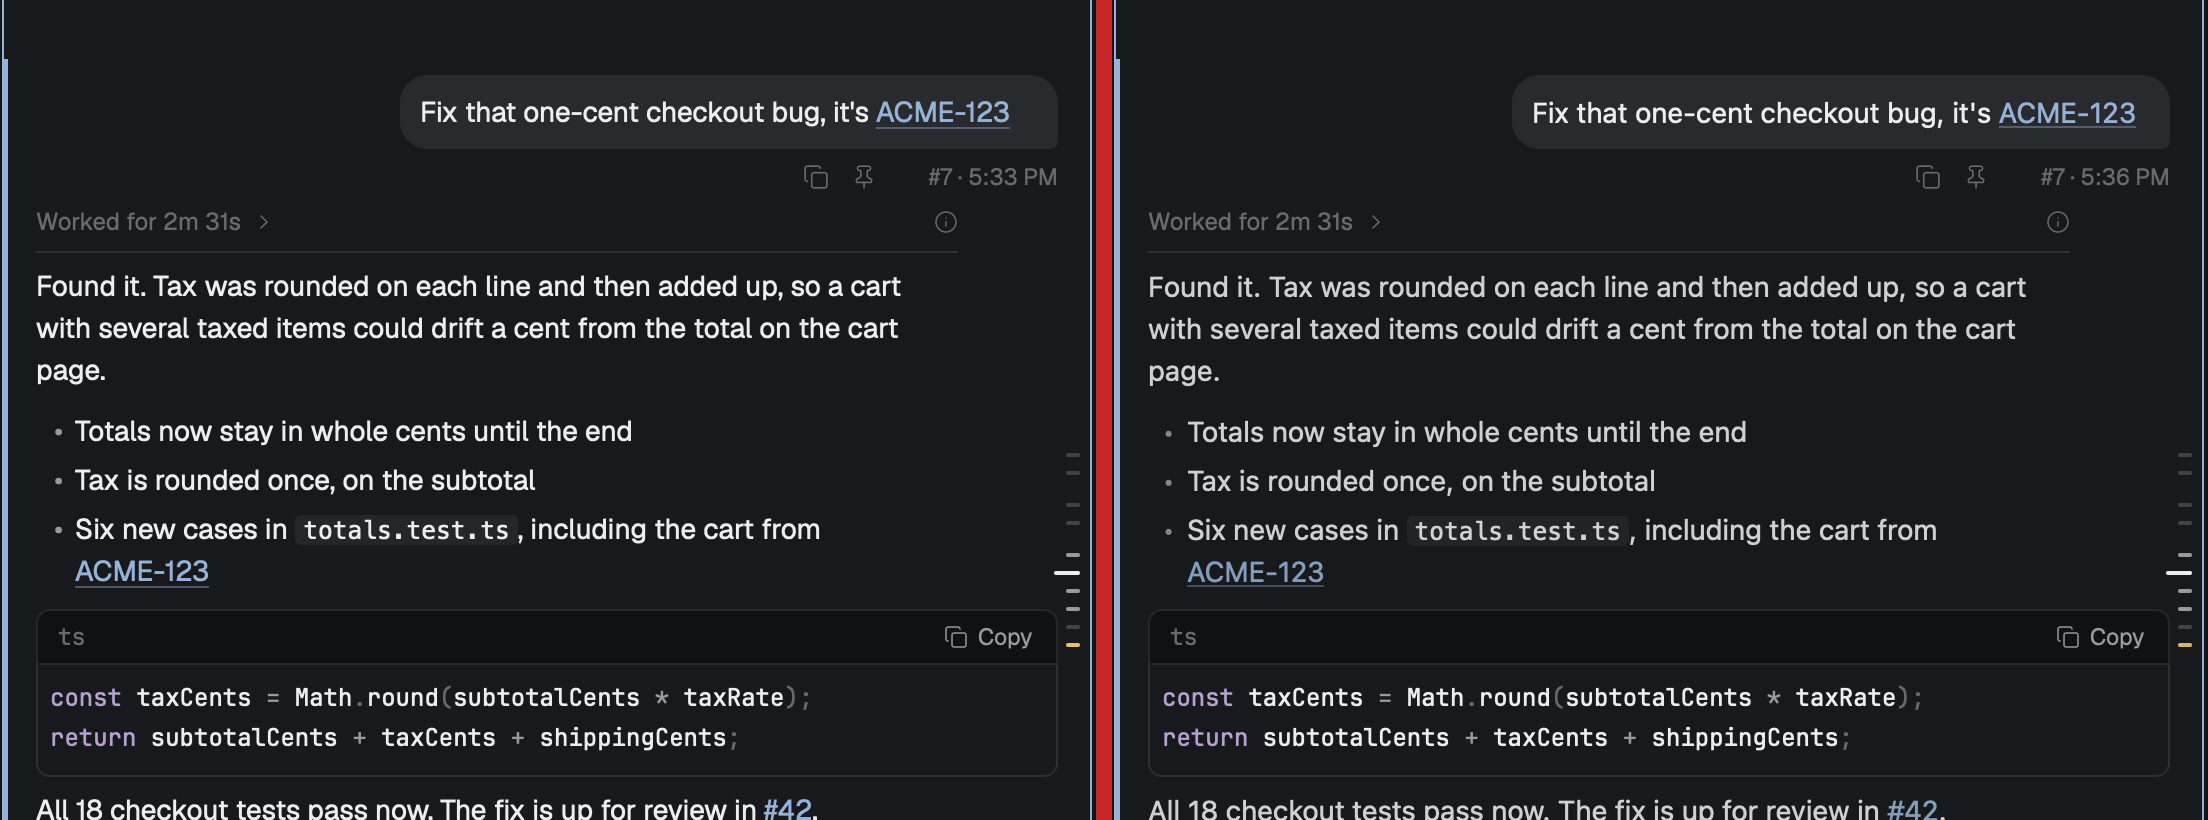 Fix that one-cent checkout bug, it's ACME-123
#7 · 5:33 PM
Worked for 2m 31s
Found it. Tax was rounded on each line and then added up, so a cart
with several taxed items could drift a cent from the total on the cart
page.
• Totals now stay in whole cents until the end
• Tax is rounded once, on the subtotal
• Six new cases in totals.test.ts, including the cart from
ACME-123
ts
Copy
const taxCents = Math.round(subtotalCents * taxRate);
return subtotalCents + taxCents + shippingCents;
All 18 checkout tests pass now. The fix is up for review in #42.
Fix that one-cent checkout bug, it's ACME-123
#7 · 5:36 PM
Worked for 2m 31s
Found it. Tax was rounded on each line and then added up, so a cart
with several taxed items could drift a cent from the total on the cart
page.
• Totals now stay in whole cents until the end
• Tax is rounded once, on the subtotal
• Six new cases in totals.test.ts, including the cart from
ACME-123
ts
Copy
const taxCents = Math.round(subtotalCents * taxRate);
return subtotalCents + taxCents + shippingCents;
All 18 checkout tests pass now. The fix is up for review in #42.